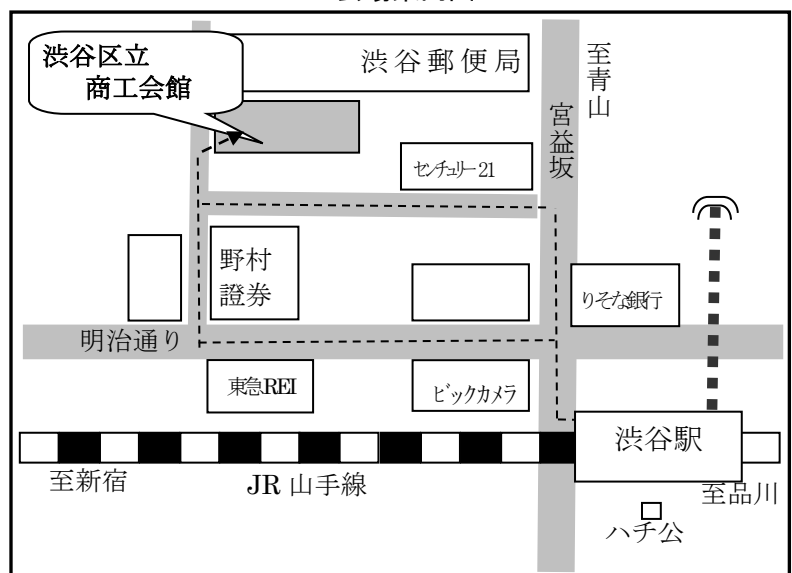 渋谷区立
商工会館
渋谷郵便局
至青山
宮益坂
センチュリー21
野村
證券
りそな銀行
明治通り
東急REI
ビックカメラ
渋谷駅
至新宿
JR山手線
至品川
ハチ公